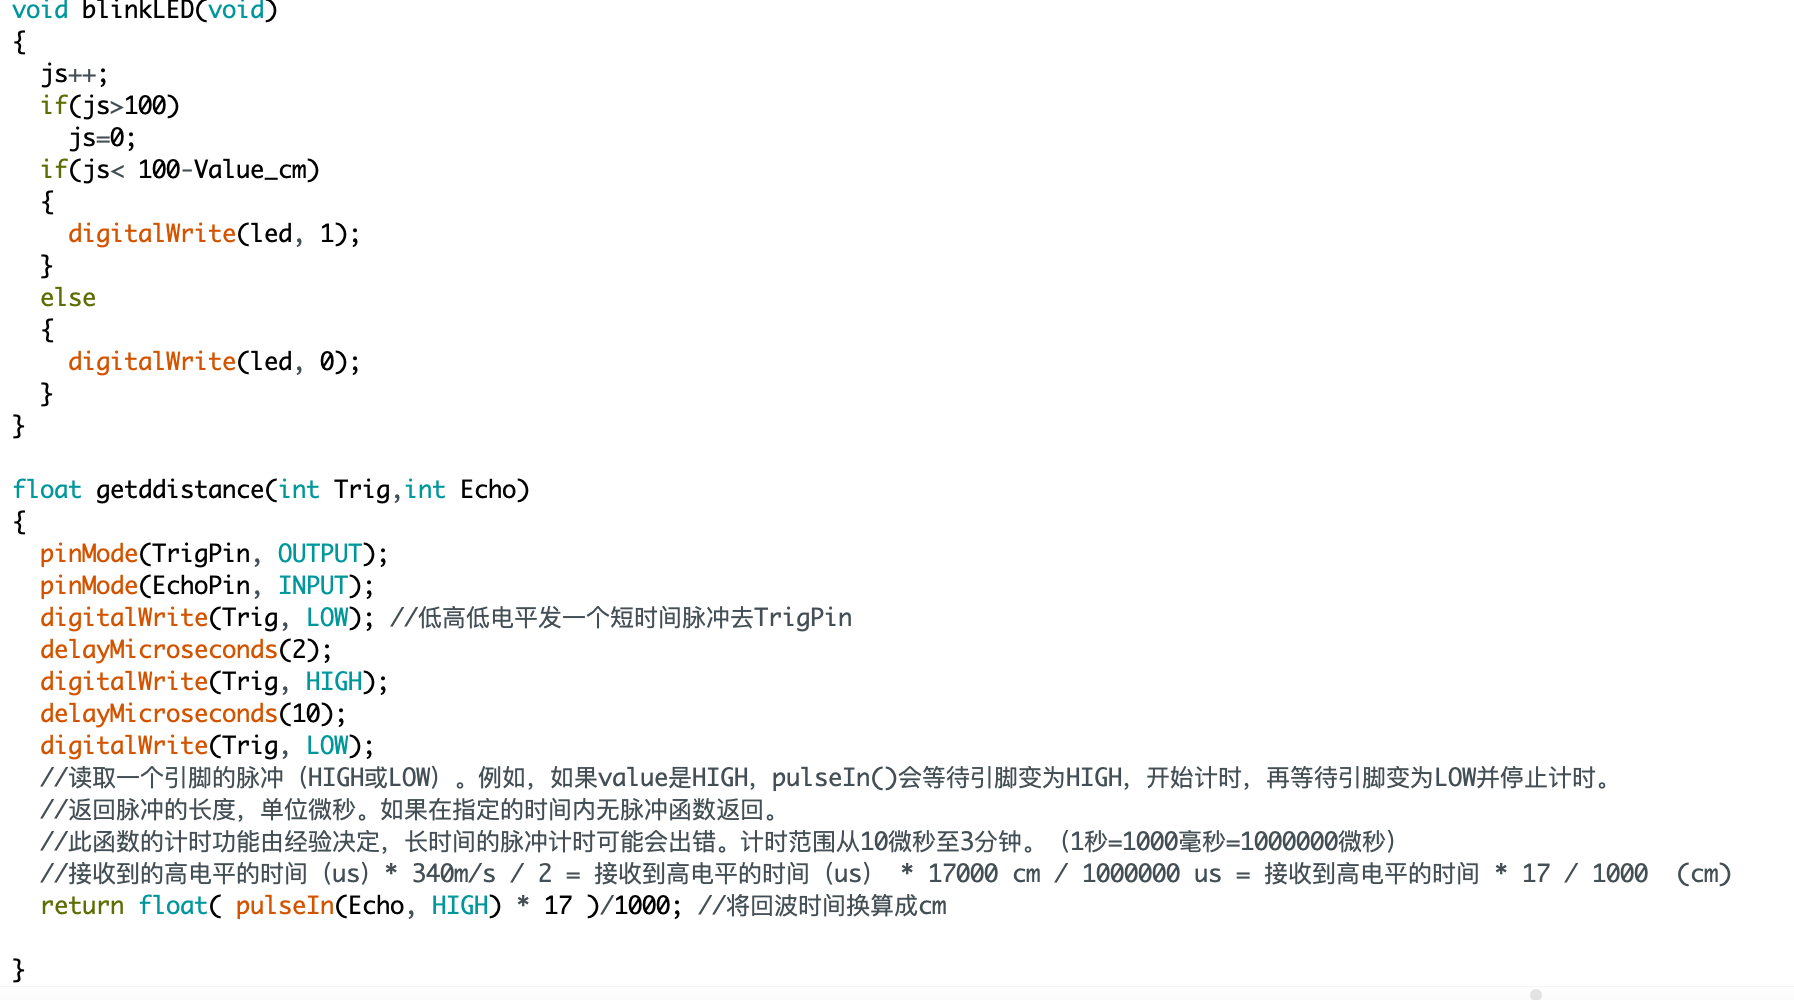 void blinkLED(void)
{
  js++;
  if(js>100)
    js=0;
  if(js< 100-Value_cm)
  {
    digitalWrite(led, 1);
  }
  else
  {
    digitalWrite(led, 0);
  }
}

float getddistance(int Trig,int Echo)
{
  pinMode(TrigPin, OUTPUT);
  pinMode(EchoPin, INPUT);
  digitalWrite(Trig, LOW); //低高低电平发一个短时间脉冲去TrigPin
  delayMicroseconds(2);
  digitalWrite(Trig, HIGH);
  delayMicroseconds(10);
  digitalWrite(Trig, LOW);
  //读取一个引脚的脉冲（HIGH或LOW）。例如，如果value是HIGH，pulseIn()会等待引脚变为HIGH，开始计时，再等待引脚变为LOW并停止计时。
  //返回脉冲的长度，单位微秒。如果在指定的时间内无脉冲函数返回。
  //此函数的计时功能由经验决定，长时间的脉冲计时可能会出错。计时范围从10微秒至3分钟。（1秒=1000毫秒=1000000微秒）
  //接收到的高电平的时间（us）* 340m/s / 2 = 接收到高电平的时间（us） * 17000 cm / 1000000 us = 接收到高电平的时间 * 17 / 1000  (cm)
  return float( pulseIn(Echo, HIGH) * 17 )/1000; //将回波时间换算成cm

}